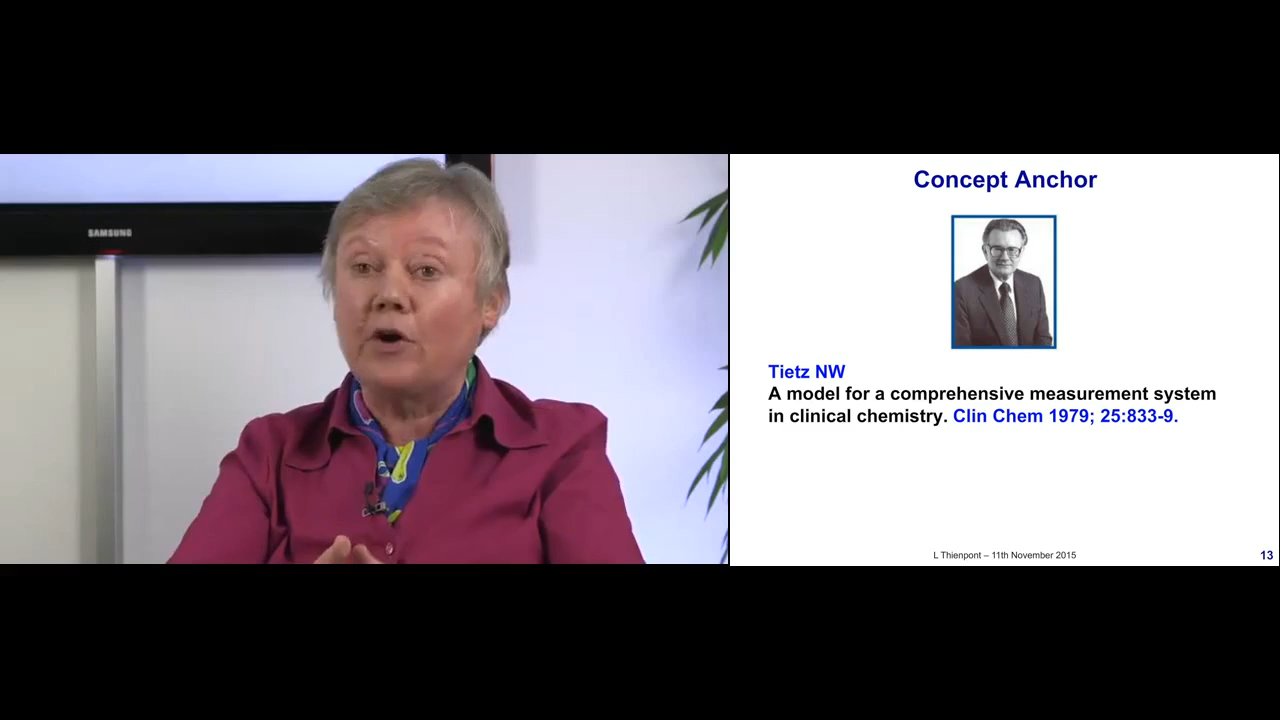 SAMSUNG
Concept Anchor
Tietz NW
A model for a comprehensive measurement system
in clinical chemistry. Clin Chem 1979; 25:833-9.
L Thienpont – 11th November 2015
13